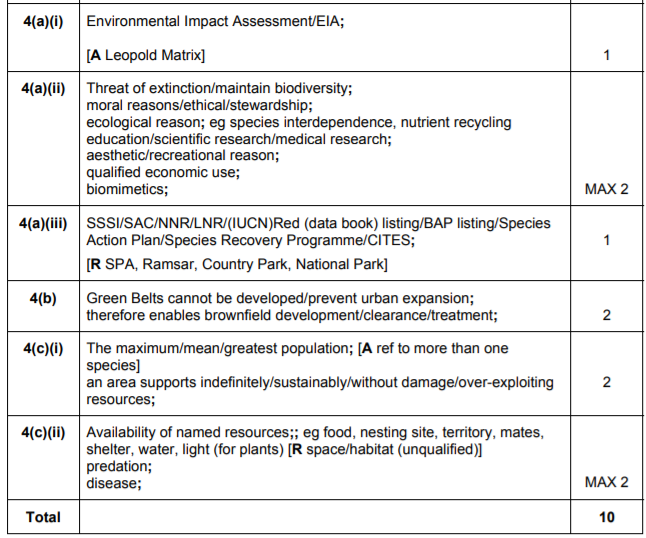 4(a)(i) Environmental Impact Assessment/EIA;
[A Leopold Matrix] 1
4(a)(ii) Threat of extinction/maintain biodiversity;
moral reasons/ethical/stewardship;
ecological reason; eg species interdependence, nutrient recycling
education/scientific research/medical research;
aesthetic/recreational reason;
qualified economic use;
biomimetics; MAX 2
4(a)(iii) SSSI/SAC/NNR/LNR/(IUCN)Red (data book) listing/BAP listing/Species
Action Plan/Species Recovery Programme/CITES; 1
[R SPA, Ramsar, Country Park, National Park]
4(b) Green Belts cannot be developed/prevent urban expansion;
therefore enables brownfield development/clearance/treatment; 2
4(c)(i) The maximum/mean/greatest population; [A ref to more than one
species] 2
an area supports indefinitely/sustainably/without damage/over-exploiting
resources;
4(c)(ii) Availability of named resources;; eg food, nesting site, territory, mates,
shelter, water, light (for plants) [R space/habitat (unqualified)]
predation;
disease; MAX 2
Total 10